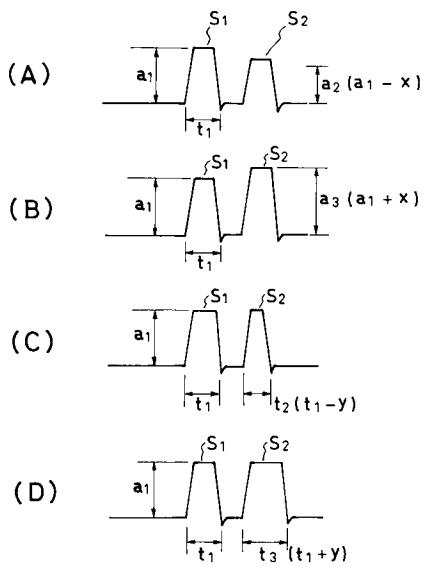 (A)
S1
S2
a1
a2 (a1 – x)
t1
(B)
S1
S2
a1
a3 (a1 + x)
t1
(C)
S1
S2
a1
t1
t2 (t1 – y)
(D)
S1
S2
a1
t1
t3 (t1 + y)